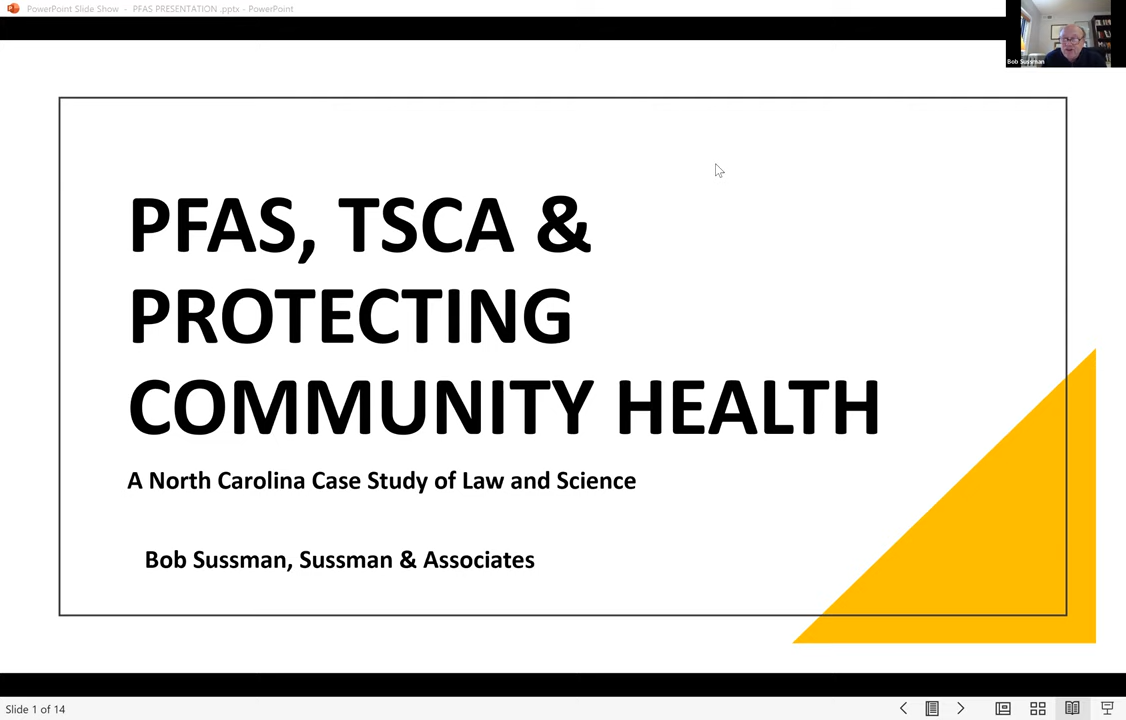 PowerPoint Slide Show - PFAS PRESENTATION .pptx - PowerPoint
Bob Sussman
PFAS, TSCA &
PROTECTING
COMMUNITY HEALTH
A North Carolina Case Study of Law and Science
Bob Sussman, Sussman & Associates
Slide 1 of 14